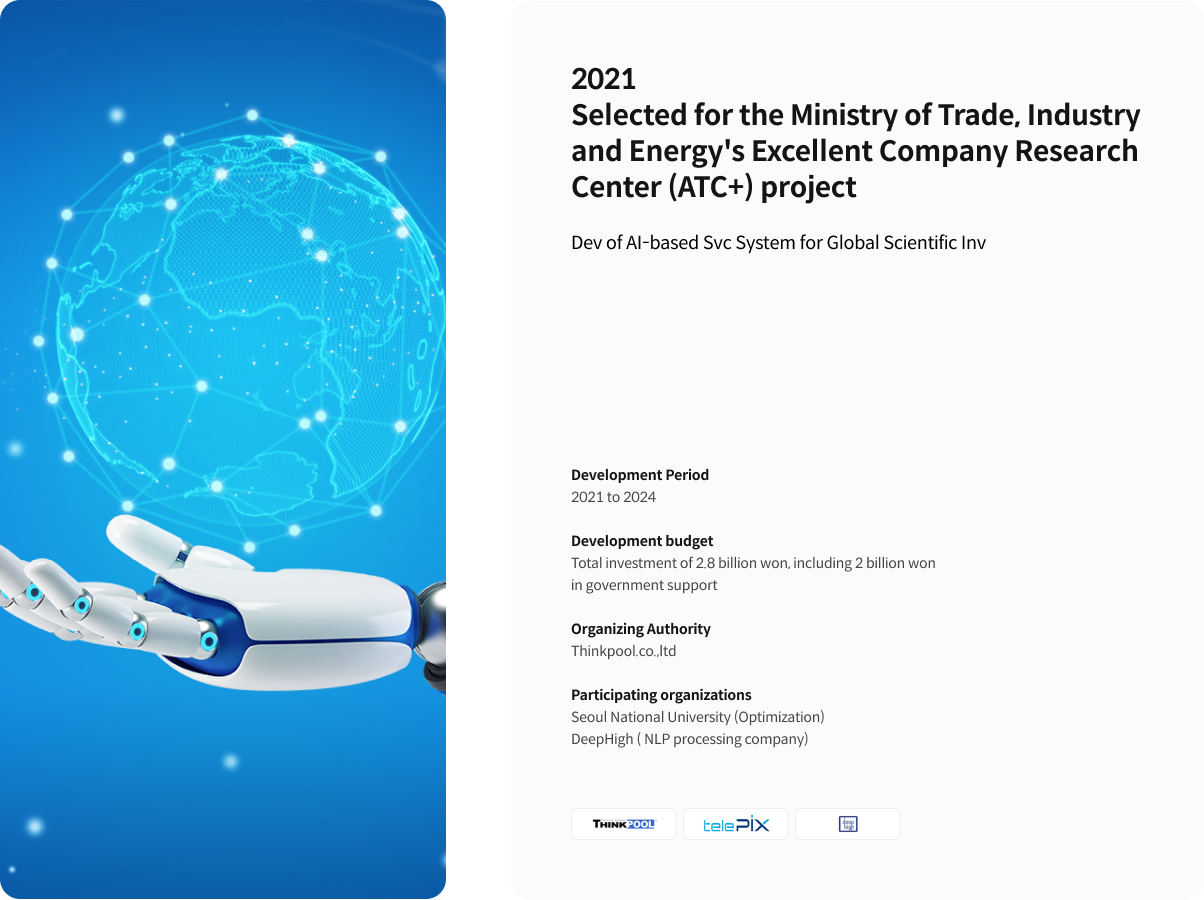 2021
Selected for the Ministry of Trade, Industry
and Energy's Excellent Company Research
Center (ATC+) project
Dev of AI-based Svc System for Global Scientific Inv
Development Period
2021 to 2024
Development budget
Total investment of 2.8 billion won, including 2 billion won
in government support
Organizing Authority
Thinkpool.co.,ltd
Participating organizations
Seoul National University (Optimization)
DeepHigh ( NLP processing company)
THINKPOOL telePIX deep high